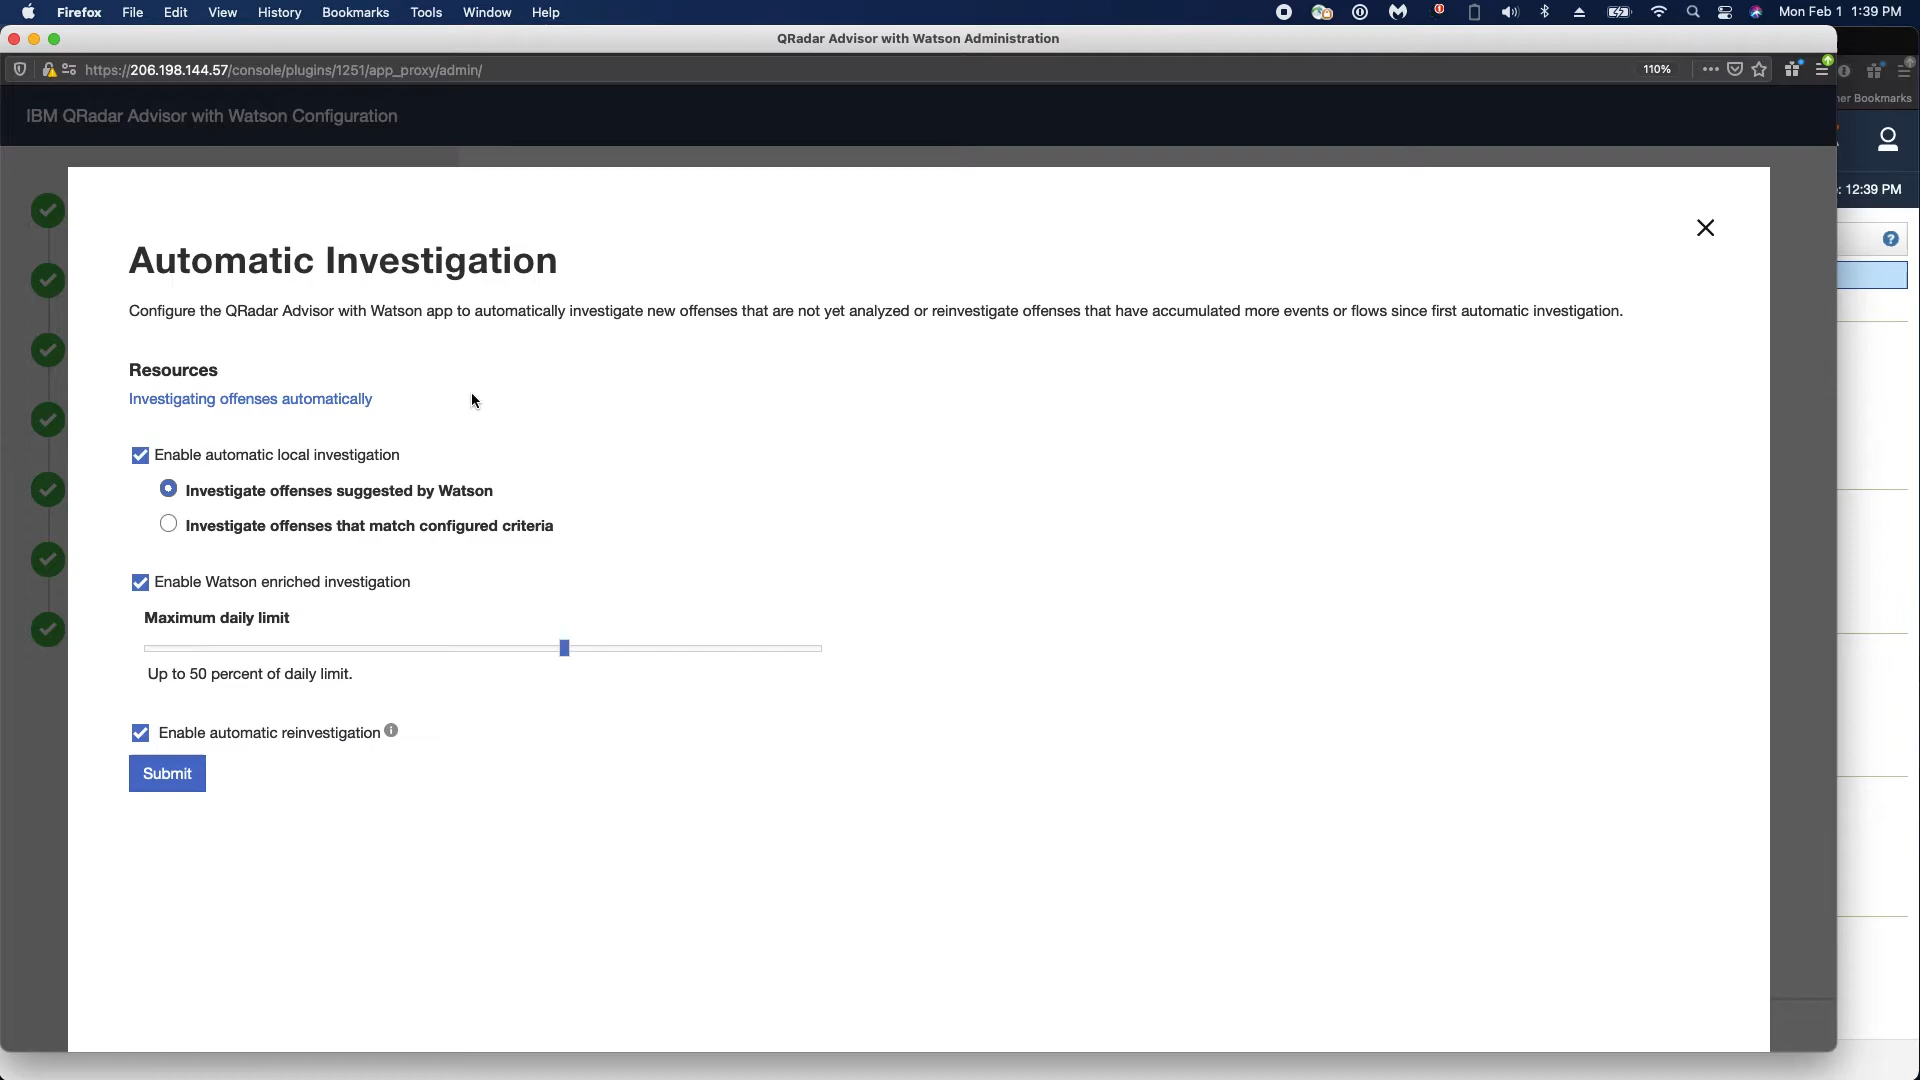 Firefox File Edit View History Bookmarks Tools Window Help Mon Feb 1 1:39 PM
QRadar Advisor with Watson Administration
https://206.198.144.57/console/plugins/1251/app_proxy/admin/ 110%
er Bookmarks
IBM QRadar Advisor with Watson Configuration
: 12:39 PM
Automatic Investigation
Configure the QRadar Advisor with Watson app to automatically investigate new offenses that are not yet analyzed or reinvestigate offenses that have accumulated more events or flows since first automatic investigation.
Resources
Investigating offenses automatically
Enable automatic local investigation
Investigate offenses suggested by Watson
Investigate offenses that match configured criteria
Enable Watson enriched investigation
Maximum daily limit
Up to 50 percent of daily limit.
Enable automatic reinvestigation
Submit